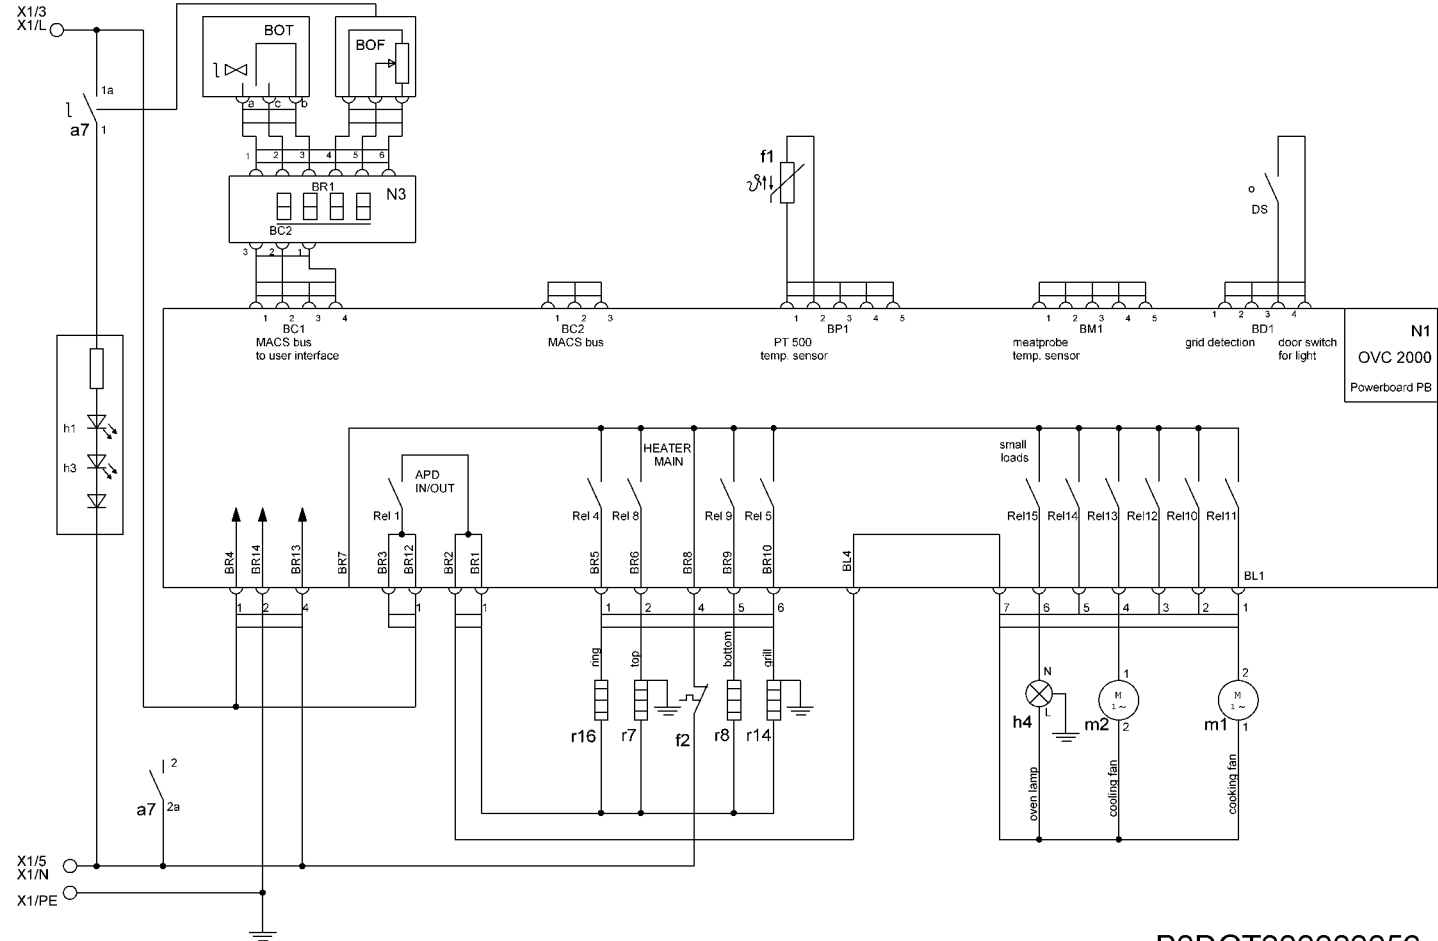 X1/3
X1/L
BOT
BOF
a c b
l
1a
l
a7
1
1 2 3 4 5 6
BR1
N3
BC2
3 2 1
f1
ϑ
DS
1 2 3 4
BC1
MACS bus
to user interface
1 2 3
BC2
MACS bus
1 2 3 4 5
BP1
PT 500
temp. sensor
1 2 3 4 5
BM1
meatprobe
temp. sensor
1 2 3 4
BD1
grid detection
door switch
for light
N1
OVC 2000
Powerboard PB
h1
h3
APD
IN/OUT
HEATER
MAIN
small
loads
Rel 1
Rel 4
Rel 8
Rel 9
Rel 5
Rel15
Rel14
Rel13
Rel12
Rel10
Rel11
BR4
BR14
BR13
BR7
BR3
BR12
BR2
BR1
BR5
BR6
BR8
BR9
BR10
BL4
BL1
1 2 4 1 1 1 2 4 5 6 7 6 5 4 3 2 1
ring
top
bottom
grill
r16
r7
f2
r8
r14
N
L
h4
1
M
1 ~
m2
2
2
M
1 ~
m1
1
oven lamp
cooling fan
cooking fan
2
a7
2a
X1/5
X1/N
X1/PE